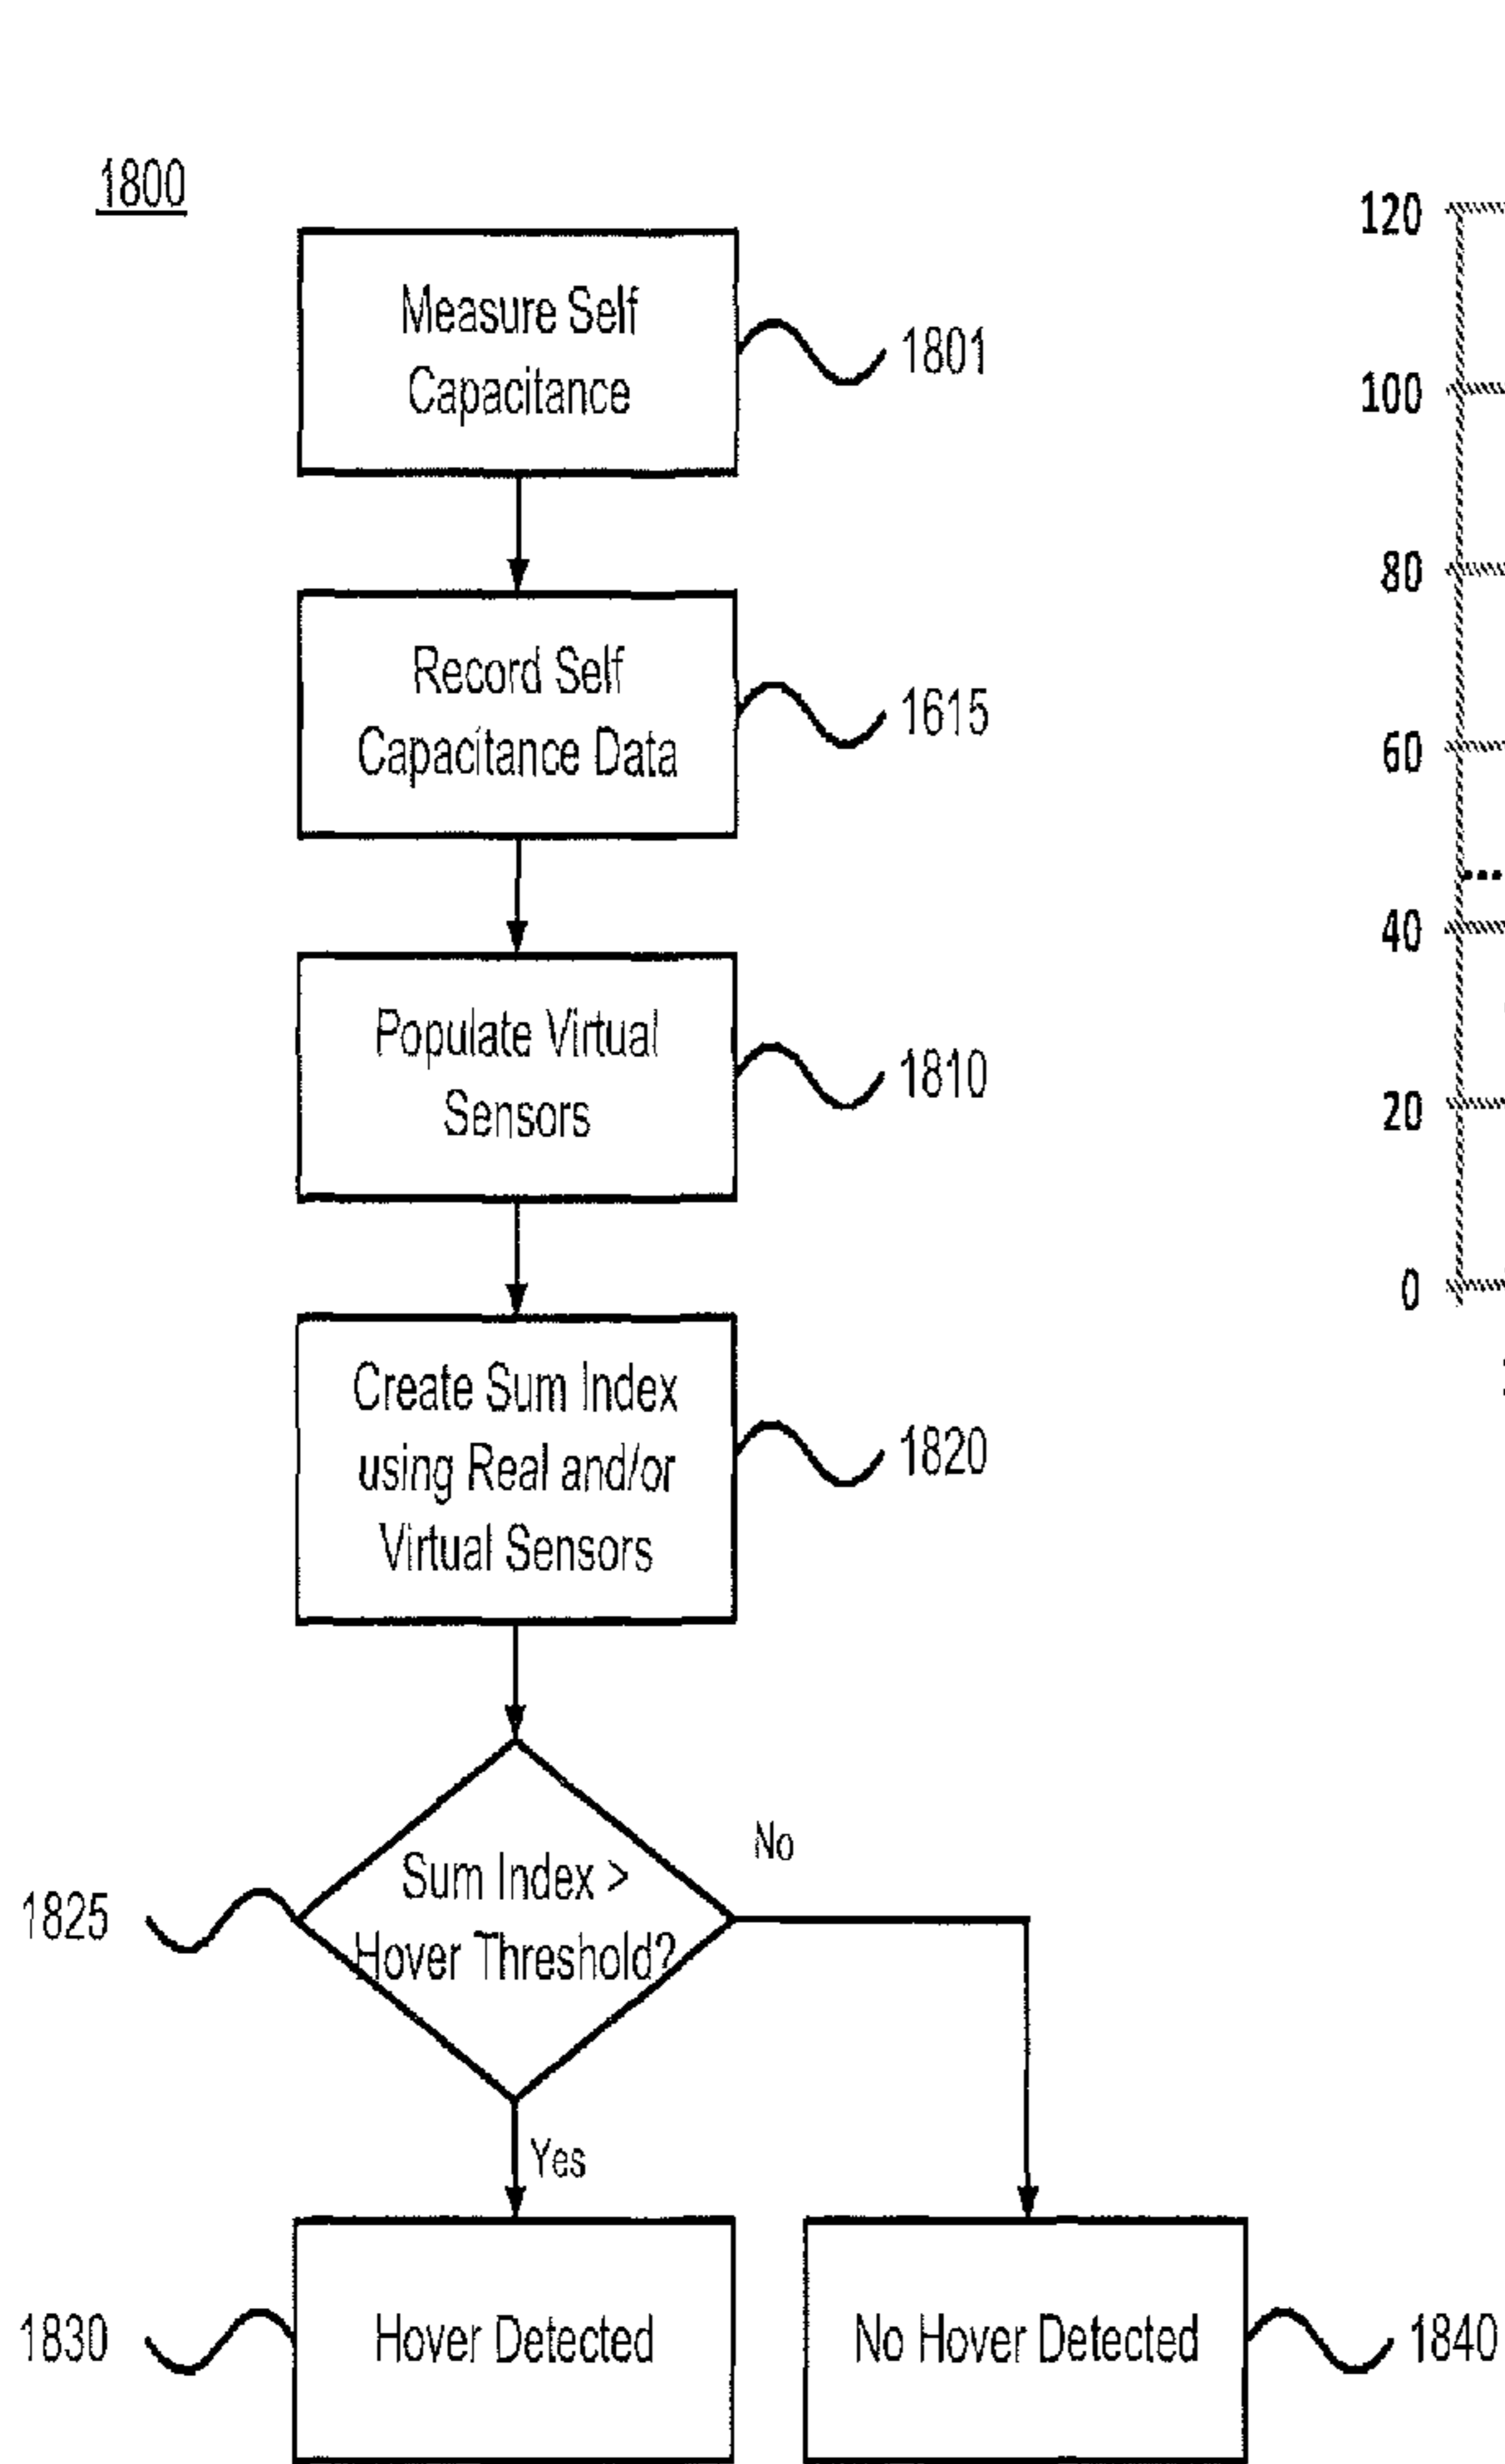 1800
Measure Self
Capacitance
1801
Record Self
Capacitance Data
1615
Populate Virtual
Sensors
1810
Create Sum Index
using Real and/or
Virtual Sensors
1820
Sum Index >
Hover Threshold?
1825
No
Yes
Hover Detected
1830
No Hover Detected
1840
120
100
80
60
40
20
0